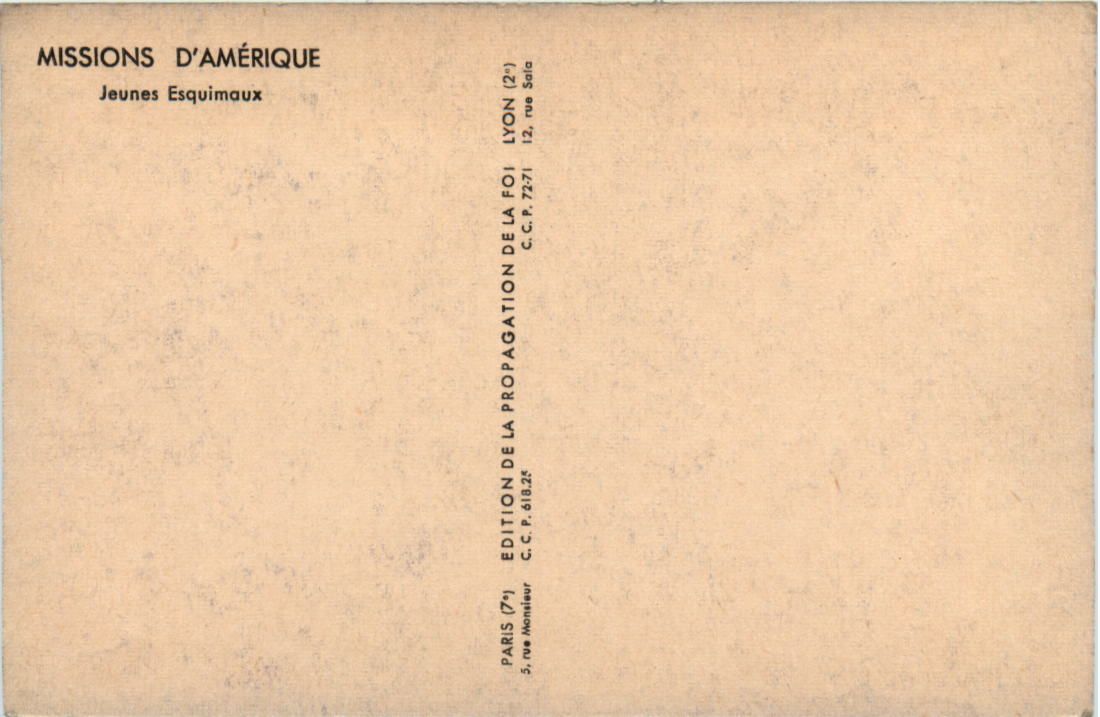 MISSIONS D'AMÉRIQUE
Jeunes Esquimaux
PARIS (7e) EDITION DE LA PROPAGATION DE LA FOI LYON (2e)
5, rue Monsieur C. C. P. 618.25 C. C. P. 72-71 12, rue Sala